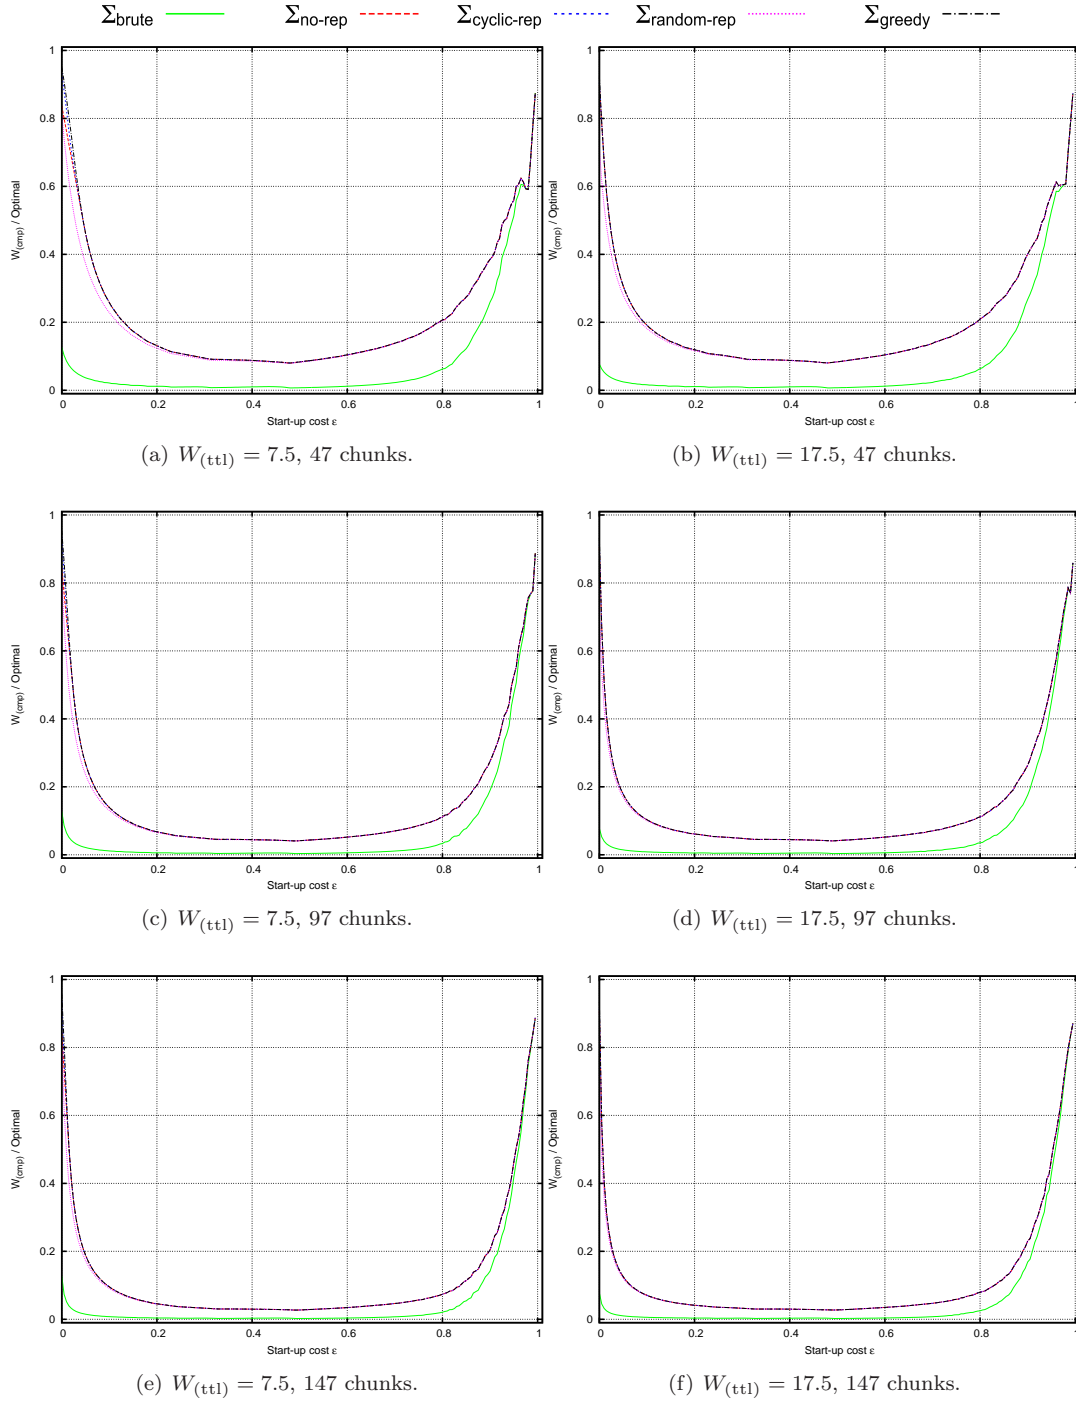 Σbrute Σno-rep Σcyclic-rep Σrandom-rep Σgreedy
1
0.8
0.6
0.4
0.2
0
W(cmp) / Optimal
0 0.2 0.4 0.6 0.8 1
Start-up cost ε
(a) W(ttl) = 7.5, 47 chunks.
1
0.8
0.6
0.4
0.2
0
W(cmp) / Optimal
0 0.2 0.4 0.6 0.8 1
Start-up cost ε
(b) W(ttl) = 17.5, 47 chunks.
1
0.8
0.6
0.4
0.2
0
W(cmp) / Optimal
0 0.2 0.4 0.6 0.8 1
Start-up cost ε
(c) W(ttl) = 7.5, 97 chunks.
1
0.8
0.6
0.4
0.2
0
W(cmp) / Optimal
0 0.2 0.4 0.6 0.8 1
Start-up cost ε
(d) W(ttl) = 17.5, 97 chunks.
1
0.8
0.6
0.4
0.2
0
W(cmp) / Optimal
0 0.2 0.4 0.6 0.8 1
Start-up cost ε
(e) W(ttl) = 7.5, 147 chunks.
1
0.8
0.6
0.4
0.2
0
W(cmp) / Optimal
0 0.2 0.4 0.6 0.8 1
Start-up cost ε
(f) W(ttl) = 17.5, 147 chunks.